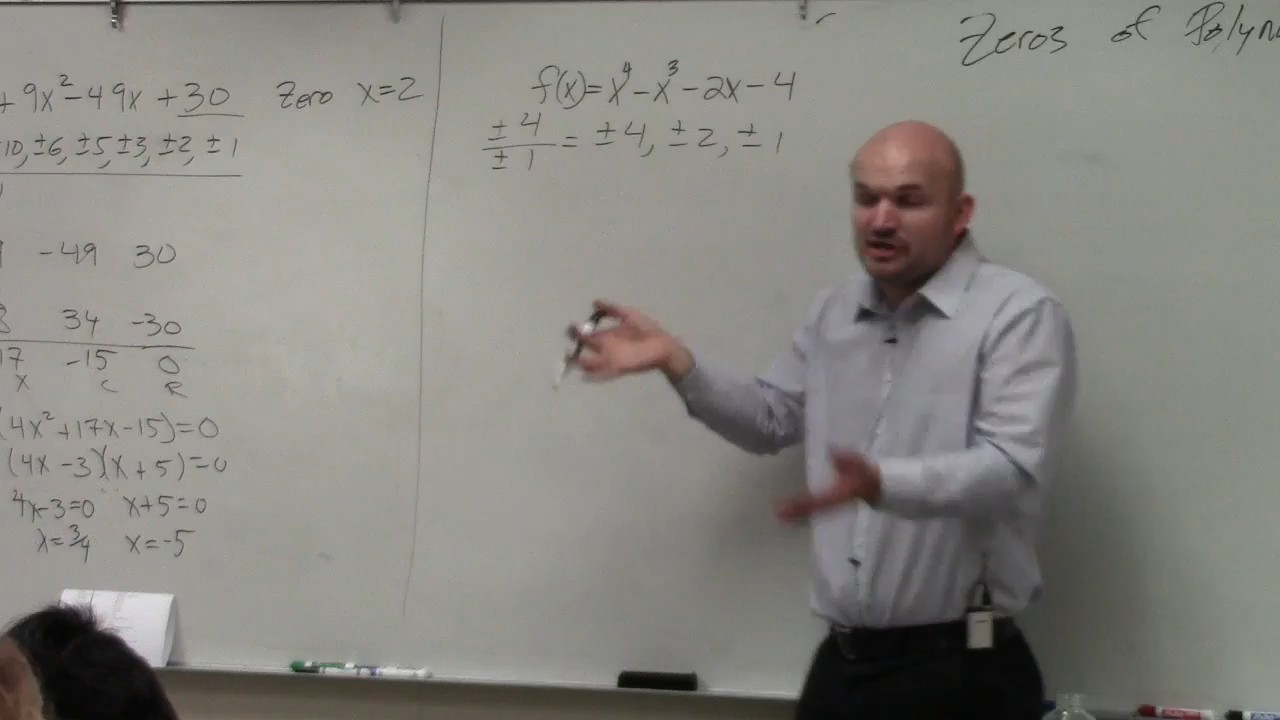 Zeros of Polyn
+ 9x² - 49x + 30 Zero x=2
10, ±6, ±5, ±3, ±2, ±1
-49 30
34 -30
17 -15 0
x c R
(4x² + 17x - 15) = 0
(4x - 3)(x + 5) = 0
4x - 3 = 0 x + 5 = 0
x = 3/4 x = -5
f(x) = x⁴ - x³ - 2x - 4
±4/±1 = ±4, ±2, ±1